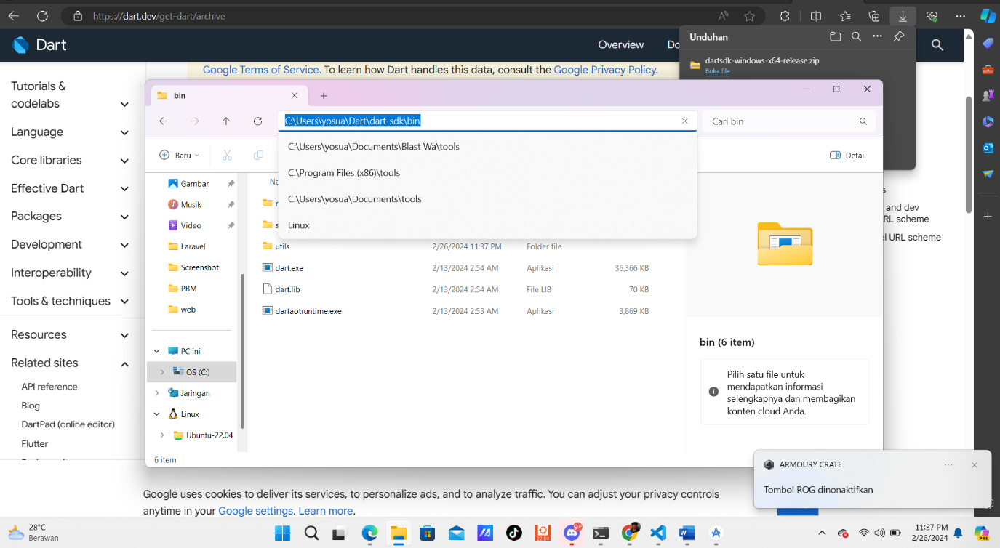 https://dart.dev/get-dart/archive
Dart
Overview
Do
Unduhan
dartsdk-windows-x64-release.zip
Buka file
Google Terms of Service. To learn how Dart handles this data, consult the Google Privacy Policy.
Tutorials &
codelabs
Language
Core libraries
Effective Dart
Packages
Development
Interoperability
Tools & techniques
Resources
Related sites
API reference
Blog
DartPad (online editor)
Flutter
bin
C:\Users\yosua\Dart\dart-sdk\bin
Cari bin
C:\Users\yosua\Documents\Blast Wa\tools
C:\Program Files (x86)\tools
C:\Users\yosua\Documents\tools
Linux
Baru
Detail
Gambar
Musik
Video
Laravel
Screenshot
PBM
web
PC ini
OS (C:)
Jaringan
Linux
Ubuntu-22.04
Na
r
s
utils 2/26/2024 11:37 PM Folder file
dart.exe 2/13/2024 2:54 AM Aplikasi 36,366 KB
dart.lib 2/13/2024 2:54 AM File LIB 70 KB
dartaotruntime.exe 2/13/2024 2:53 AM Aplikasi 3,869 KB
bin (6 item)
Pilih satu file untuk
mendapatkan informasi
selengkapnya dan membagikan
konten cloud Anda.
6 item
s
and dev
RL scheme
el URL scheme
ARMOURY CRATE
Tombol ROG dinonaktifkan
Google uses cookies to deliver its services, to personalize ads, and to analyze traffic. You can adjust your privacy controls
anytime in your Google settings. Learn more.
28°C
Berawan
22.04
9+
11:37 PM
2/26/2024
PRE